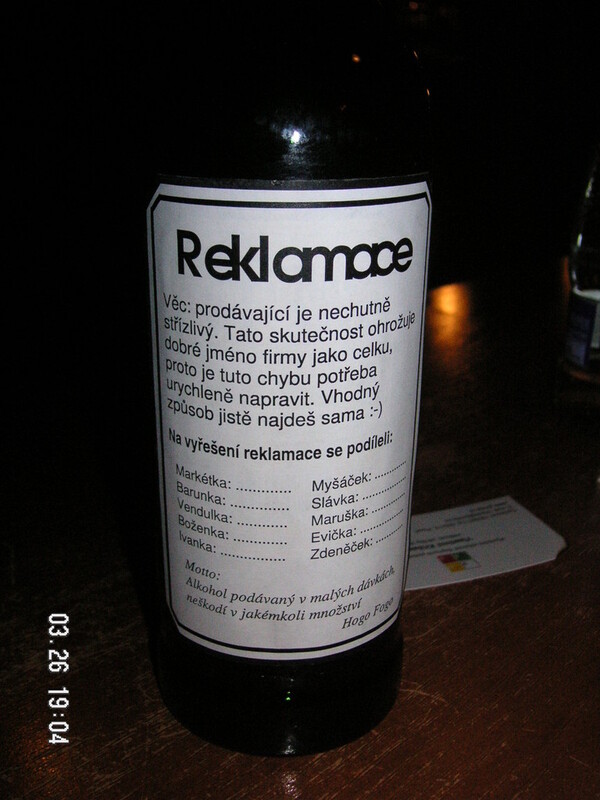 Reklamace
Věc: prodávající je nechutně
střízlivý. Tato skutečnost ohrožuje
dobré jméno firmy jako celku,
proto je tuto chybu potřeba
urychleně napravit. Vhodný
způsob jistě najdeš sama :-)
Na vyřešení reklamace se podíleli:
Markétka: .............
Barunka: .............
Vendulka: ............
Boženka: .............
Ivanka: ................
Myšáček: ........
Slávka: ...........
Maruška: .........
Evička: ............
Zdeněček: .......
Motto:
Alkohol podávaný v malých dávkách,
neškodí v jakémkoli množství
Hogo Fogo
03.26 19:04